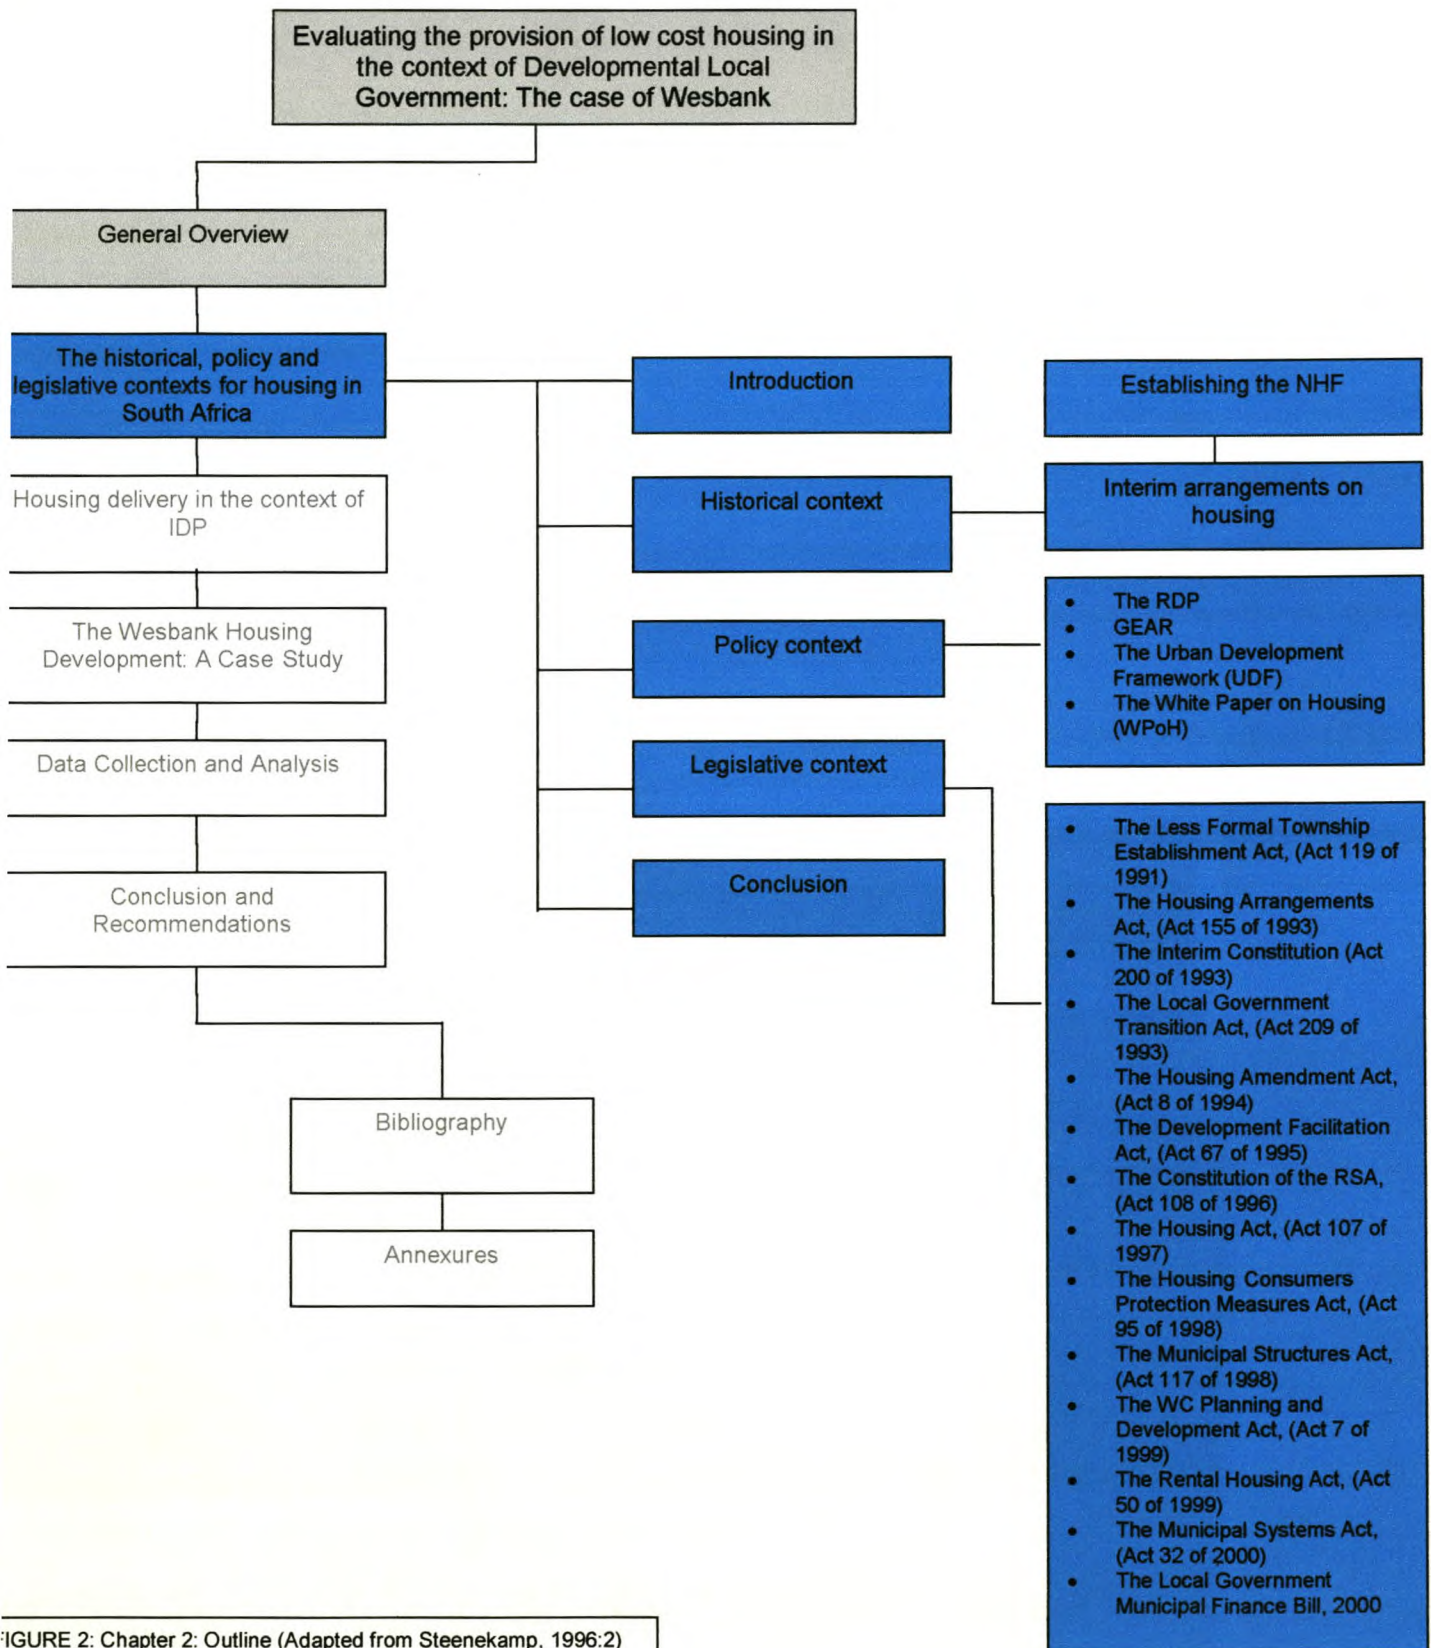 Evaluating the provision of low cost housing in
the context of Developmental Local
Government: The case of Wesbank
General Overview
The historical, policy and
legislative contexts for housing in
South Africa
Housing delivery in the context of
IDP
The Wesbank Housing
Development: A Case Study
Data Collection and Analysis
Conclusion and
Recommendations
Bibliography
Annexures
Introduction
Historical context
Policy context
Legislative context
Conclusion
Establishing the NHF
Interim arrangements on
housing
• The RDP
• GEAR
• The Urban Development
Framework (UDF)
• The White Paper on Housing
(WPoH)
• The Less Formal Township
Establishment Act, (Act 119 of
1991)
• The Housing Arrangements
Act, (Act 155 of 1993)
• The Interim Constitution (Act
200 of 1993)
• The Local Government
Transition Act, (Act 209 of
1993)
• The Housing Amendment Act,
(Act 8 of 1994)
• The Development Facilitation
Act, (Act 67 of 1995)
• The Constitution of the RSA,
(Act 108 of 1996)
• The Housing Act, (Act 107 of
1997)
• The Housing Consumers
Protection Measures Act, (Act
95 of 1998)
• The Municipal Structures Act,
(Act 117 of 1998)
• The WC Planning and
Development Act, (Act 7 of
1999)
• The Rental Housing Act, (Act
50 of 1999)
• The Municipal Systems Act,
(Act 32 of 2000)
• The Local Government
Municipal Finance Bill, 2000
FIGURE 2: Chapter 2: Outline (Adapted from Steenekamp, 1996:2)